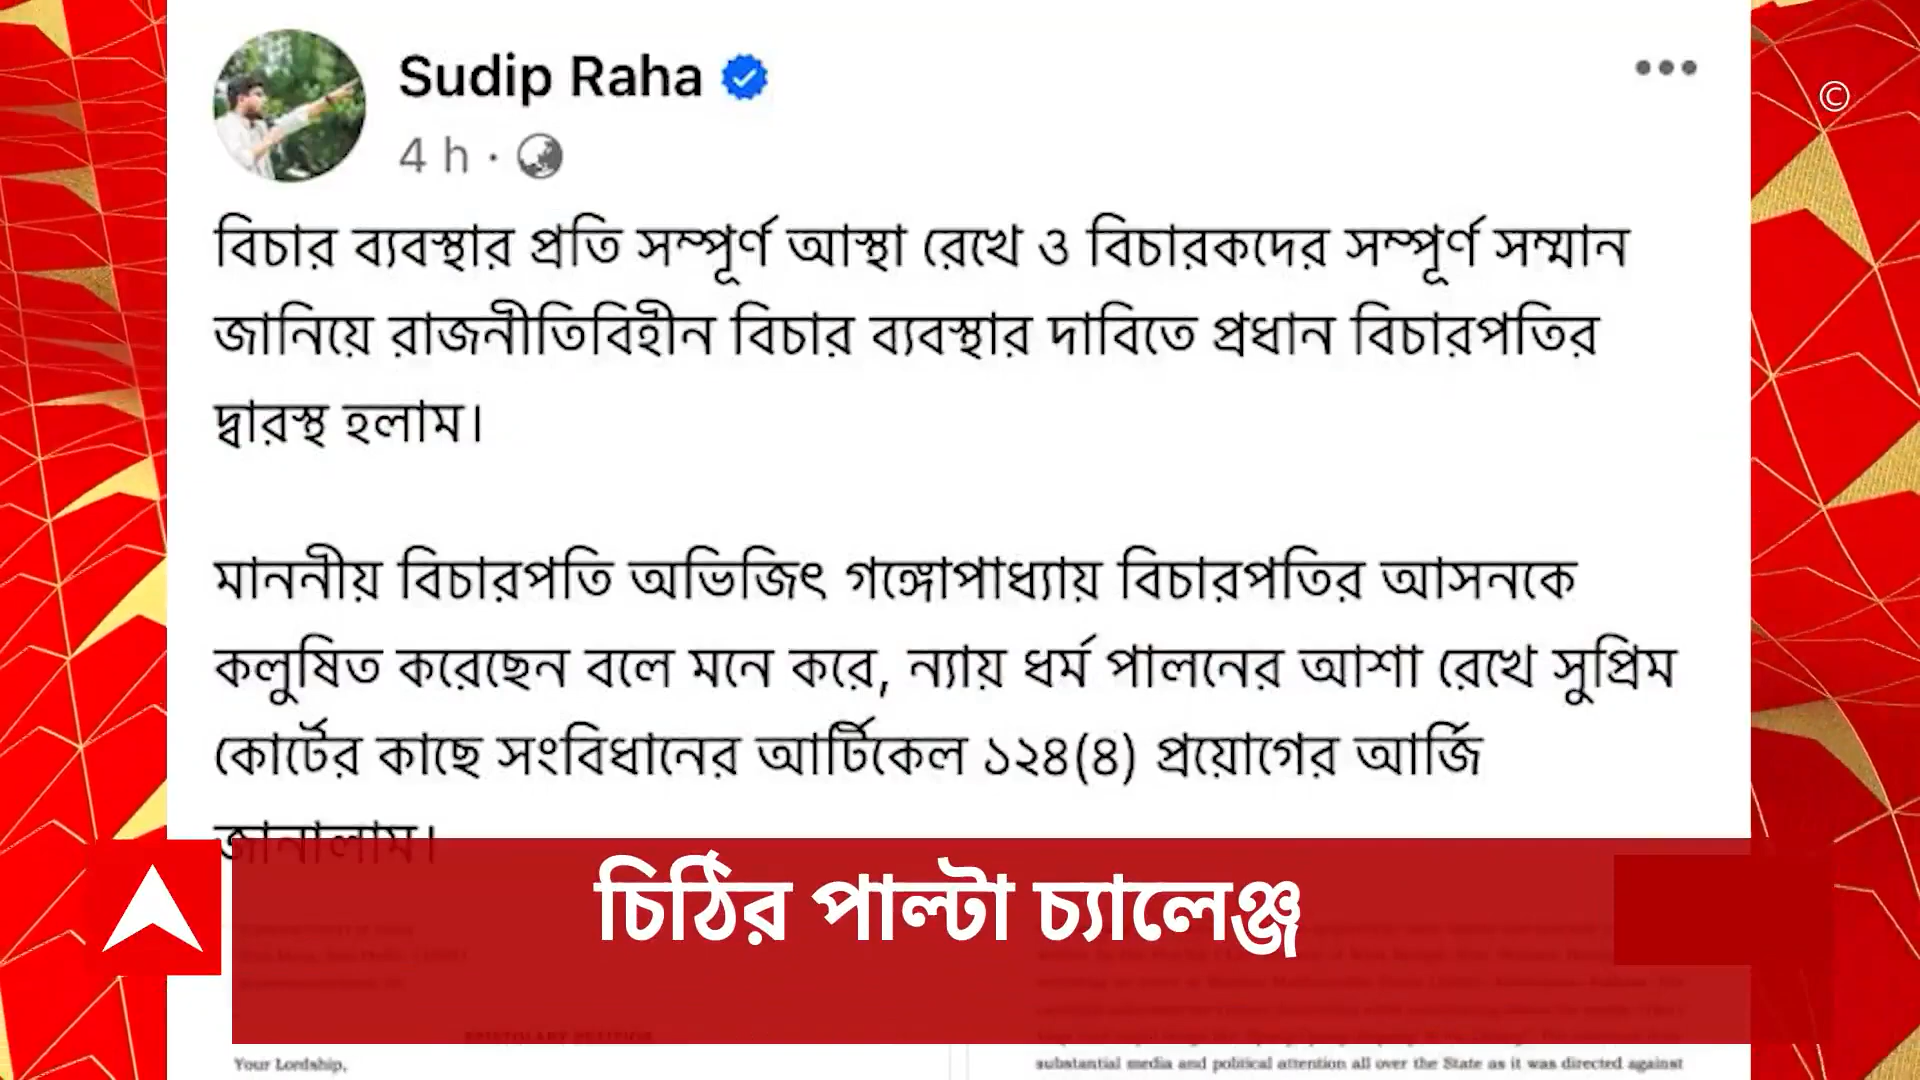 Sudip Raha
4 h ·
©
বিচার ব্যবস্থার প্রতি সম্পূর্ণ আস্থা রেখে ও বিচারকদের সম্পূর্ণ সম্মান
জানিয়ে রাজনীতিবিহীন বিচার ব্যবস্থার দাবিতে প্রধান বিচারপতির
দ্বারস্থ হলাম।
মাননীয় বিচারপতি অভিজিৎ গঙ্গোপাধ্যায় বিচারপতির আসনকে
কলুষিত করেছেন বলে মনে করে, ন্যায় ধর্ম পালনের আশা রেখে সুপ্রিম
কোর্টের কাছে সংবিধানের আর্টিকেল ১২৪(৪) প্রয়োগের আর্জি
জানালাম।
চিঠির পাল্টা চ্যালেঞ্জ
Your Lordship,
substantial media and political attention all over the State as it was directed against